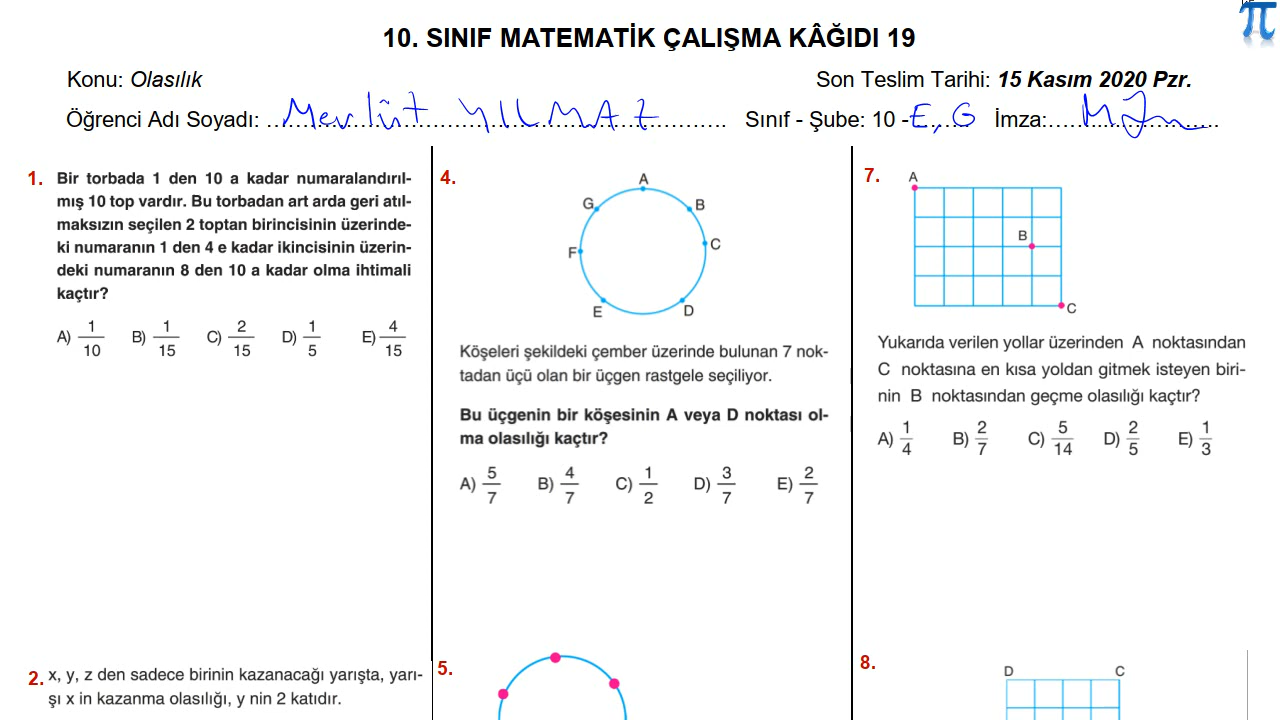 10. SINIF MATEMATİK ÇALIŞMA KÂĞIDI 19
Konu: Olasılık
Son Teslim Tarihi: 15 Kasım 2020 Pzr.
Öğrenci Adı Soyadı: Mevlüt YILMAZ
Sınıf - Şube: 10 - E, G
İmza:
1. Bir torbada 1 den 10 a kadar numaralandırıl-
mış 10 top vardır. Bu torbadan art arda geri atıl-
maksızın seçilen 2 toptan birincisinin üzerinde-
ki numaranın 1 den 4 e kadar ikincisinin üzerin-
deki numaranın 8 den 10 a kadar olma ihtimali
kaçtır?
A) 1/10 B) 1/15 C) 2/15 D) 1/5 E) 4/15
2. x, y, z den sadece birinin kazanacağı yarışta, yarı-
şı x in kazanma olasılığı, y nin 2 katıdır.
4.
A
G
B
C
F
E
D
Köşeleri şekildeki çember üzerinde bulunan 7 nok-
tadan üçü olan bir üçgen rastgele seçiliyor.
Bu üçgenin bir köşesinin A veya D noktası ol-
ma olasılığı kaçtır?
A) 5/7 B) 4/7 C) 1/2 D) 3/7 E) 2/7
5.
7.
A
B
C
Yukarıda verilen yollar üzerinden A noktasından
C noktasına en kısa yoldan gitmek isteyen biri-
nin B noktasından geçme olasılığı kaçtır?
A) 1/4 B) 2/7 C) 5/14 D) 2/5 E) 1/3
8.
D C